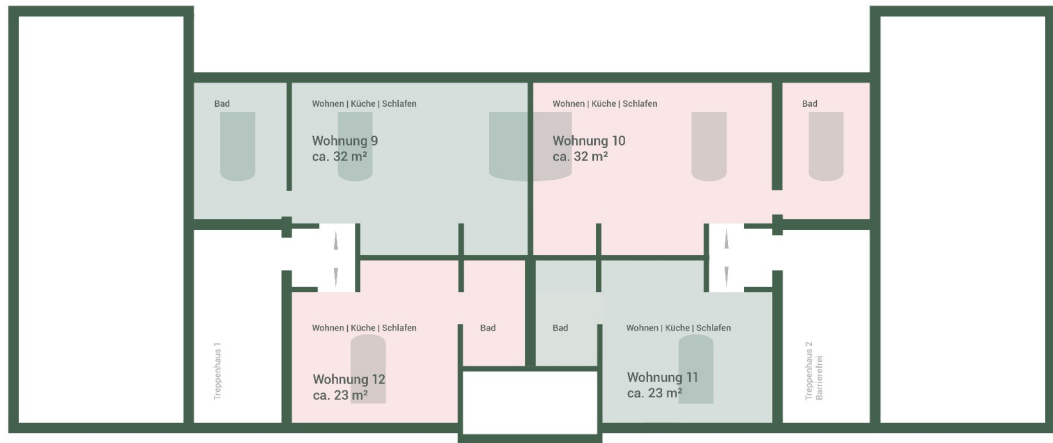 Bad
Wohnen | Küche | Schlafen
Wohnung 9
ca. 32 m²
Wohnen | Küche | Schlafen
Wohnung 10
ca. 32 m²
Bad
Treppenhaus 1
Wohnen | Küche | Schlafen
Wohnung 12
ca. 23 m²
Bad
Bad
Wohnen | Küche | Schlafen
Wohnung 11
ca. 23 m²
Treppenhaus 2
Barrierefrei